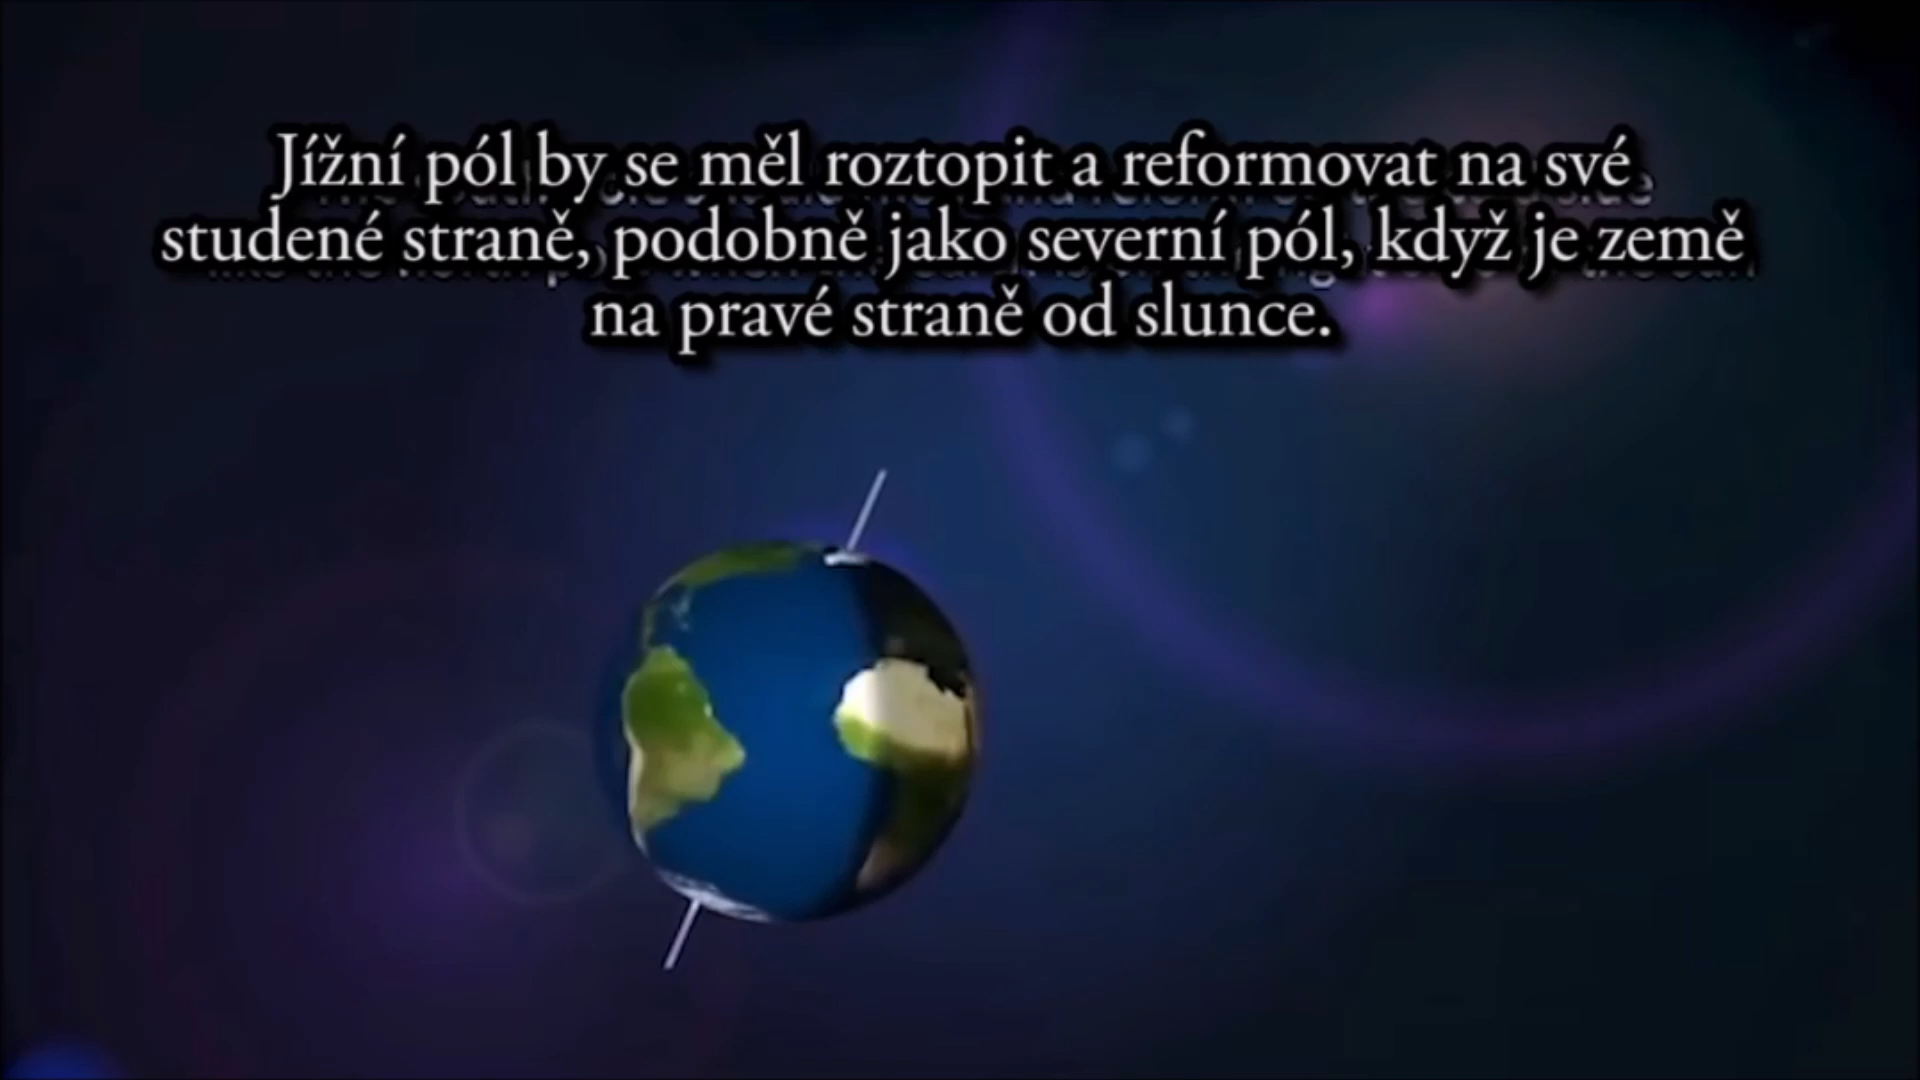 Jížní pól by se měl roztopit a reformovat na své
studené straně, podobně jako severní pól, když je země
na pravé straně od slunce.